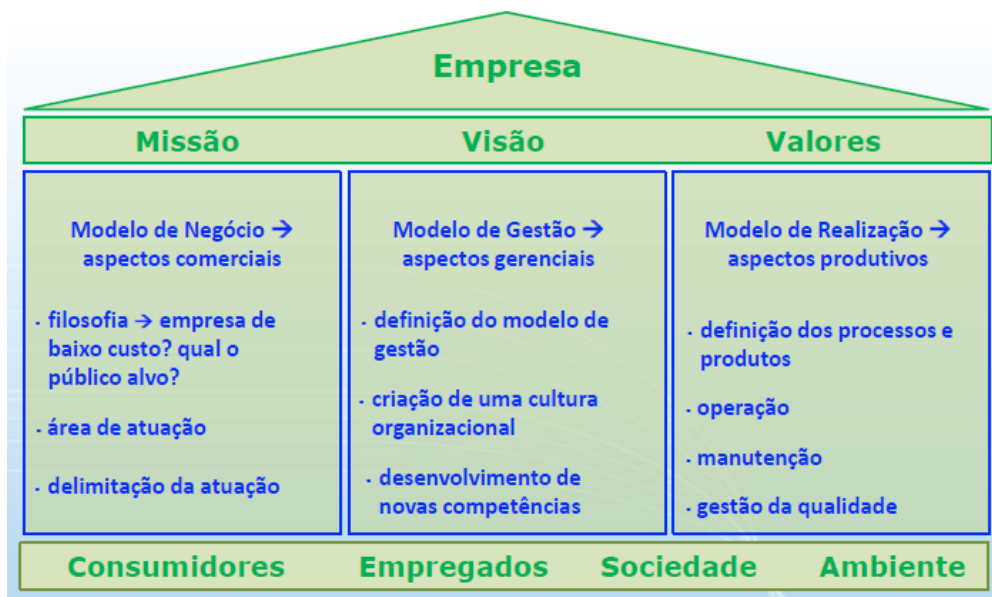 Empresa
Missão Visão Valores
Modelo de Negócio →
aspectos comerciais
· filosofia → empresa de
baixo custo? qual o
público alvo?
· área de atuação
· delimitação da atuação
Modelo de Gestão →
aspectos gerenciais
· definição do modelo de
gestão
· criação de uma cultura
organizacional
· desenvolvimento de
novas competências
Modelo de Realização →
aspectos produtivos
· definição dos processos e
produtos
· operação
· manutenção
· gestão da qualidade
Consumidores Empregados Sociedade Ambiente